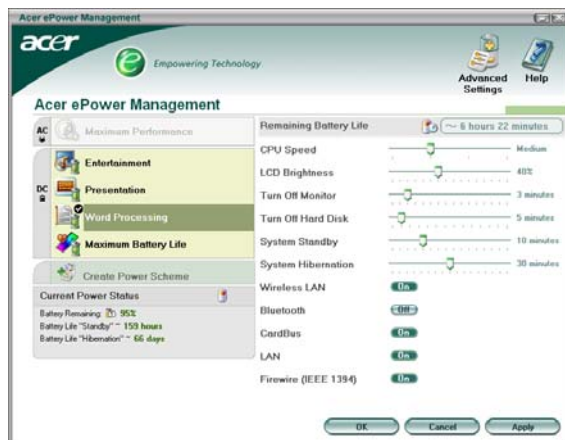 Acer ePower Management
acer
Empowering Technology
Advanced Settings
Help
Acer ePower Management
AC
Maximum Performance
DC
Entertainment
Presentation
Word Processing
Maximum Battery Life
Create Power Scheme
Current Power Status
Battery Remaining: 95%
Battery Life "Standby" ~ 159 hours
Battery Life "Hibernation" ~ 66 days
Remaining Battery Life ~ 6 hours 22 minutes
CPU Speed Medium
LCD Brightness 48%
Turn Off Monitor 3 minutes
Turn Off Hard Disk 5 minutes
System Standby 10 minutes
System Hibernation 30 minutes
Wireless LAN On
Bluetooth Off
CardBus On
LAN On
Firewire (IEEE 1394) On
OK Cancel Apply